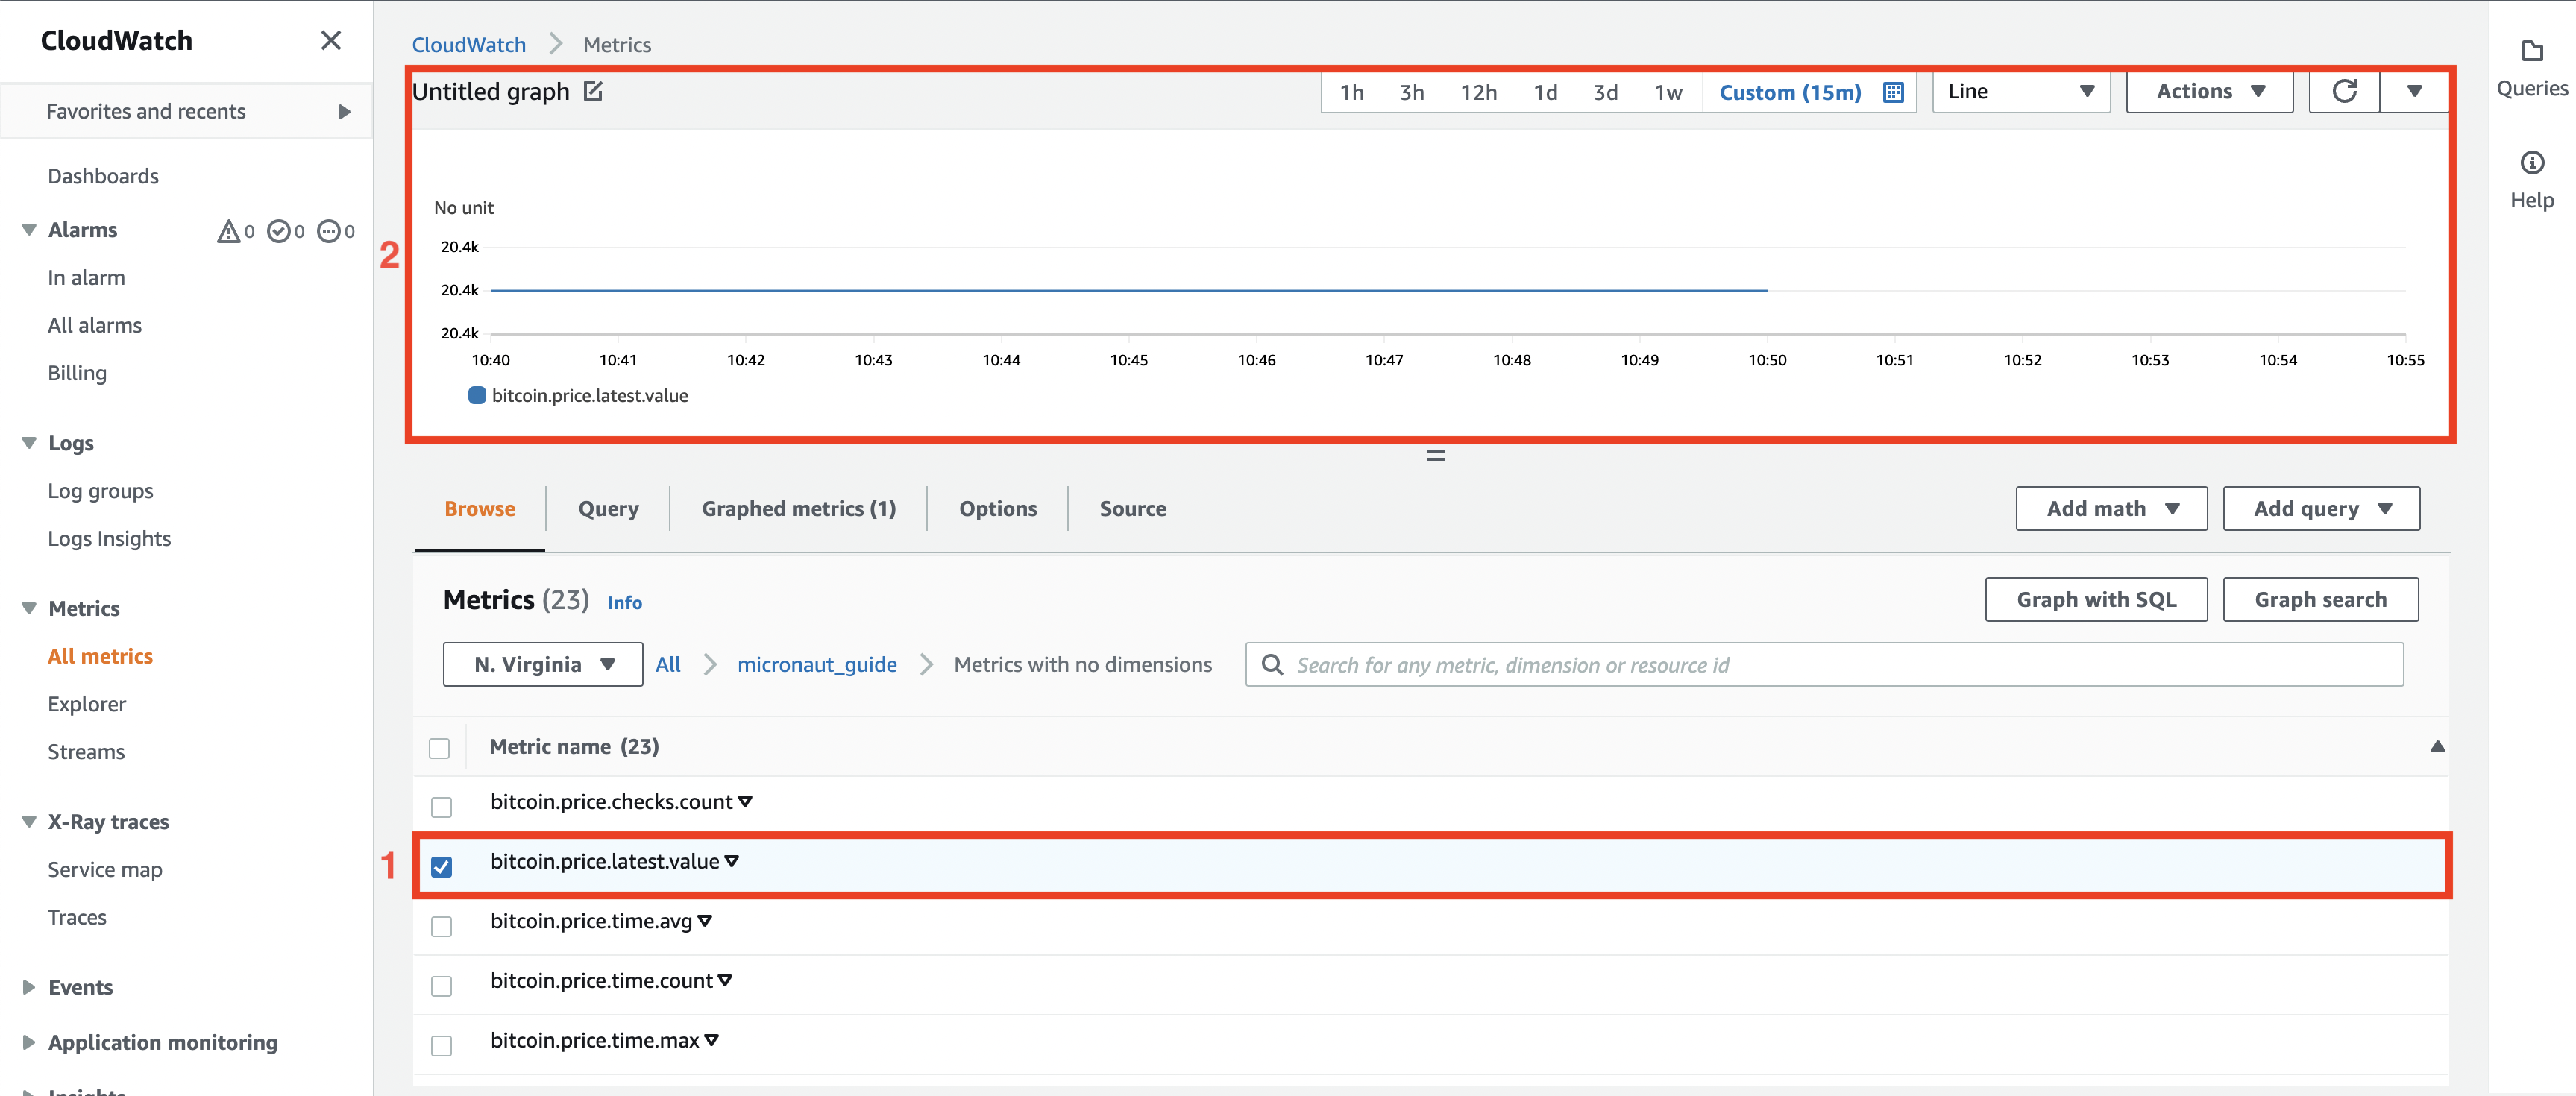 CloudWatch
Favorites and recents
Dashboards
Alarms 0 0 0
In alarm
All alarms
Billing
Logs
Log groups
Logs Insights
Metrics
All metrics
Explorer
Streams
X-Ray traces
Service map
Traces
Events
Application monitoring
Insights
CloudWatch Metrics
Untitled graph
1h 3h 12h 1d 3d 1w Custom (15m) Line Actions
2
No unit
20.4k
20.4k
20.4k
10:40 10:41 10:42 10:43 10:44 10:45 10:46 10:47 10:48 10:49 10:50 10:51 10:52 10:53 10:54 10:55
bitcoin.price.latest.value
Browse Query Graphed metrics (1) Options Source Add math Add query
Metrics (23) Info Graph with SQL Graph search
N. Virginia All micronaut_guide Metrics with no dimensions Search for any metric, dimension or resource id
Metric name (23)
bitcoin.price.checks.count
1
bitcoin.price.latest.value
bitcoin.price.time.avg
bitcoin.price.time.count
bitcoin.price.time.max
Queries
Help